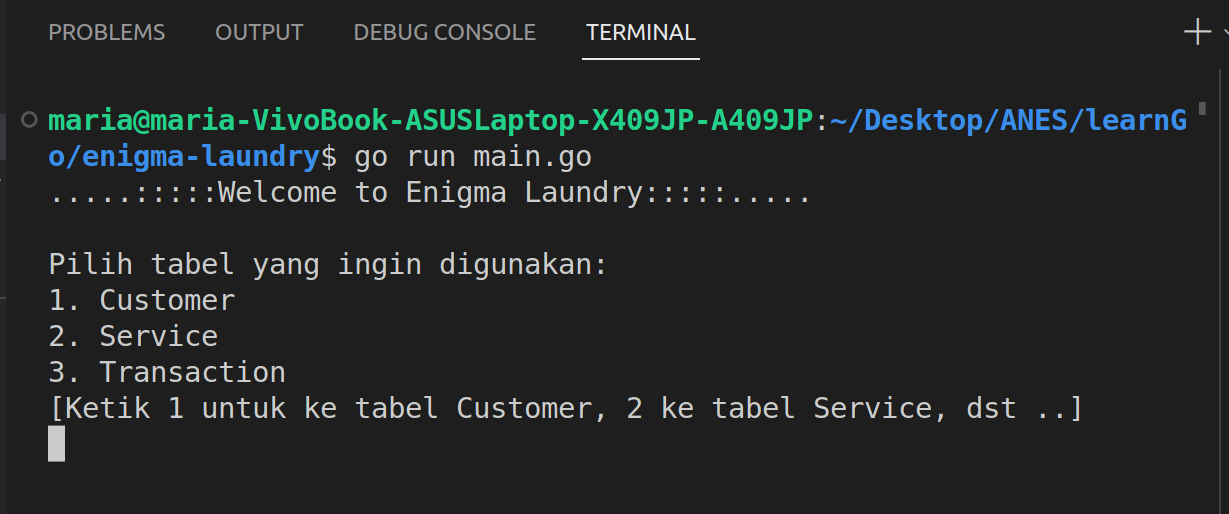 PROBLEMS OUTPUT DEBUG CONSOLE TERMINAL
maria@maria-VivoBook-ASUSLaptop-X409JP-A409JP:~/Desktop/ANES/learnG
o/enigma-laundry$ go run main.go
.....:::::Welcome to Enigma Laundry:::::.....
Pilih tabel yang ingin digunakan:
1. Customer
2. Service
3. Transaction
[Ketik 1 untuk ke tabel Customer, 2 ke tabel Service, dst ..]